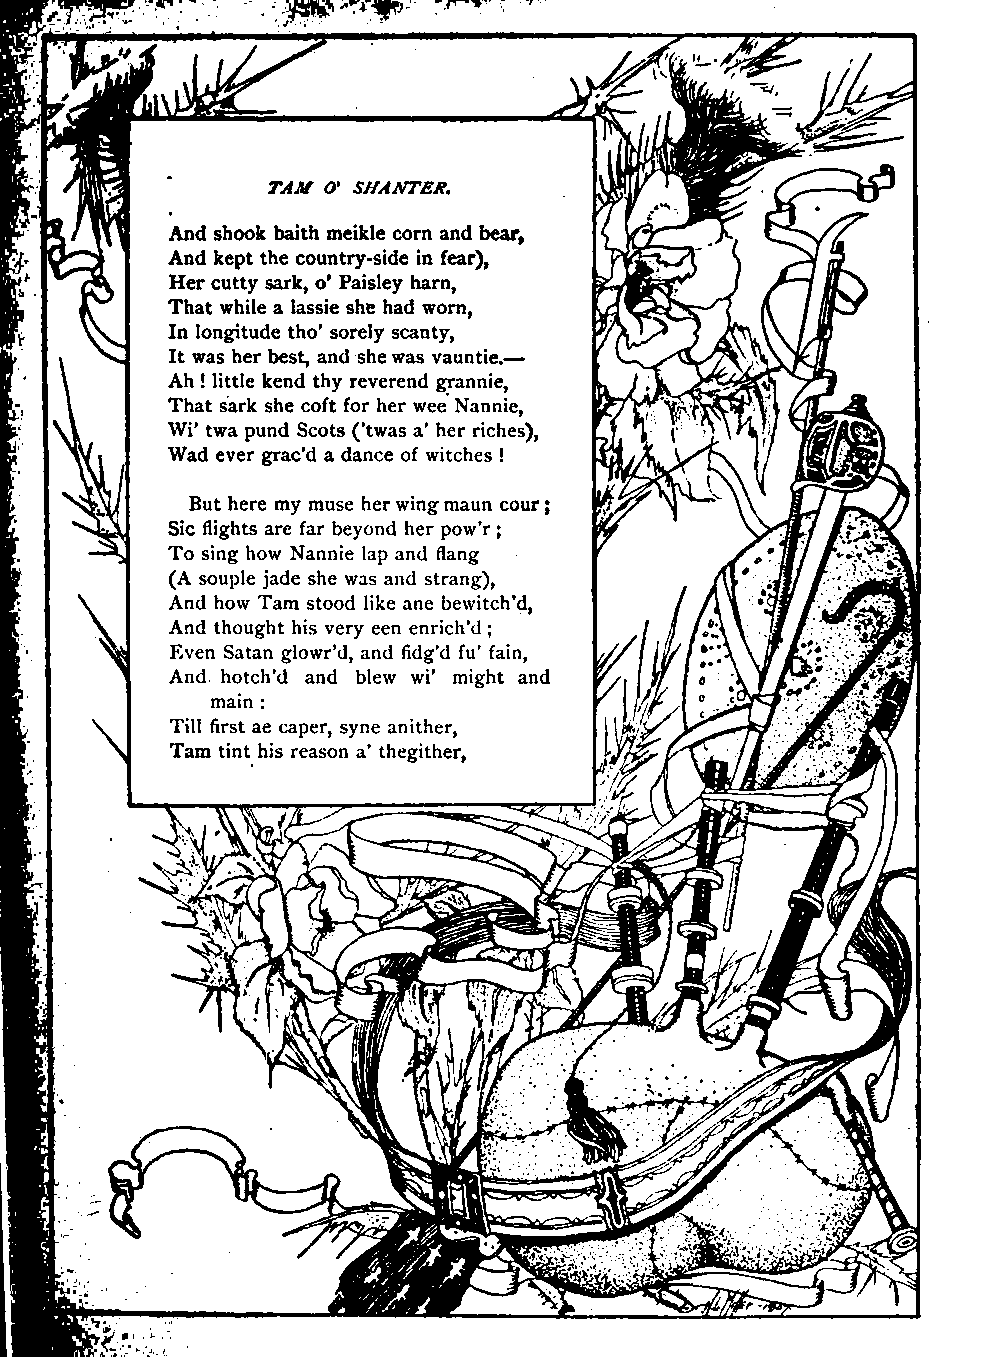 TAM O' SHANTER.
And shook baith meikle corn and bear,
And kept the country-side in fear),
Her cutty sark, o' Paisley harn,
That while a lassie she had worn,
In longitude tho' sorely scanty,
It was her best, and she was vauntie.—
Ah ! little kend thy reverend grannie,
That sark she coft for her wee Nannie,
Wi' twa pund Scots ('twas a' her riches),
Wad ever grac'd a dance of witches !
But here my muse her wing maun cour ;
Sic flights are far beyond her pow'r ;
To sing how Nannie lap and flang
(A souple jade she was and strang),
And how Tam stood like ane bewitch'd,
And thought his very een enrich'd ;
Even Satan glowr'd, and fidg'd fu' fain,
And hotch'd and blew wi' might and
main :
Till first ae caper, syne anither,
Tam tint his reason a' thegither,